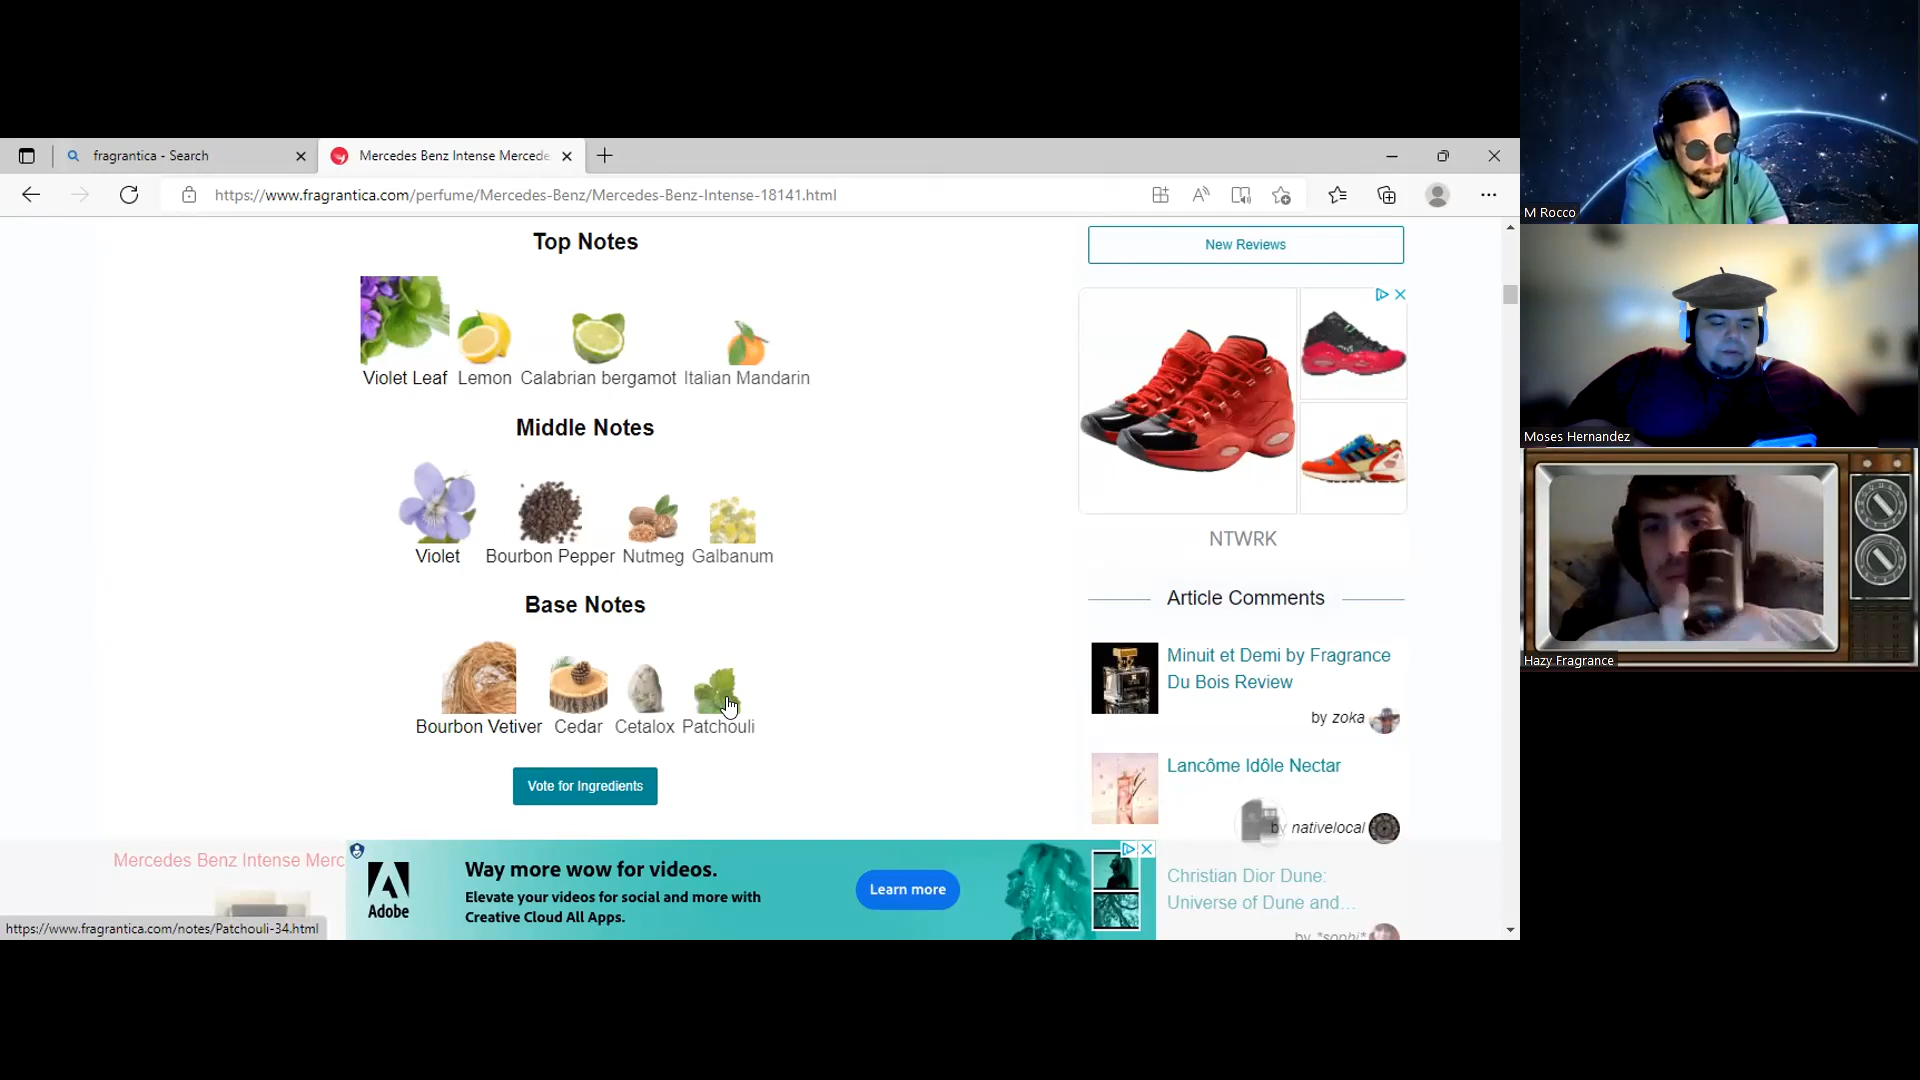 fragrantica - Search
Mercedes Benz Intense Mercede
https://www.fragrantica.com/perfume/Mercedes-Benz/Mercedes-Benz-Intense-18141.html
Top Notes
Violet Leaf Lemon Calabrian bergamot Italian Mandarin
Middle Notes
Violet Bourbon Pepper Nutmeg Galbanum
Base Notes
Bourbon Vetiver Cedar Cetalox Patchouli
Vote for Ingredients
Mercedes Benz Intense Merc
https://www.fragrantica.com/notes/Patchouli-34.html
Adobe
Way more wow for videos.
Elevate your videos for social and more with
Creative Cloud All Apps.
Learn more
New Reviews
NTWRK
Article Comments
Minuit et Demi by Fragrance
Du Bois Review
by zoka
Lancôme Idôle Nectar
by nativelocal
Christian Dior Dune:
Universe of Dune and...
by *sophi*
M Rocco
Moses Hernandez
Hazy Fragrance